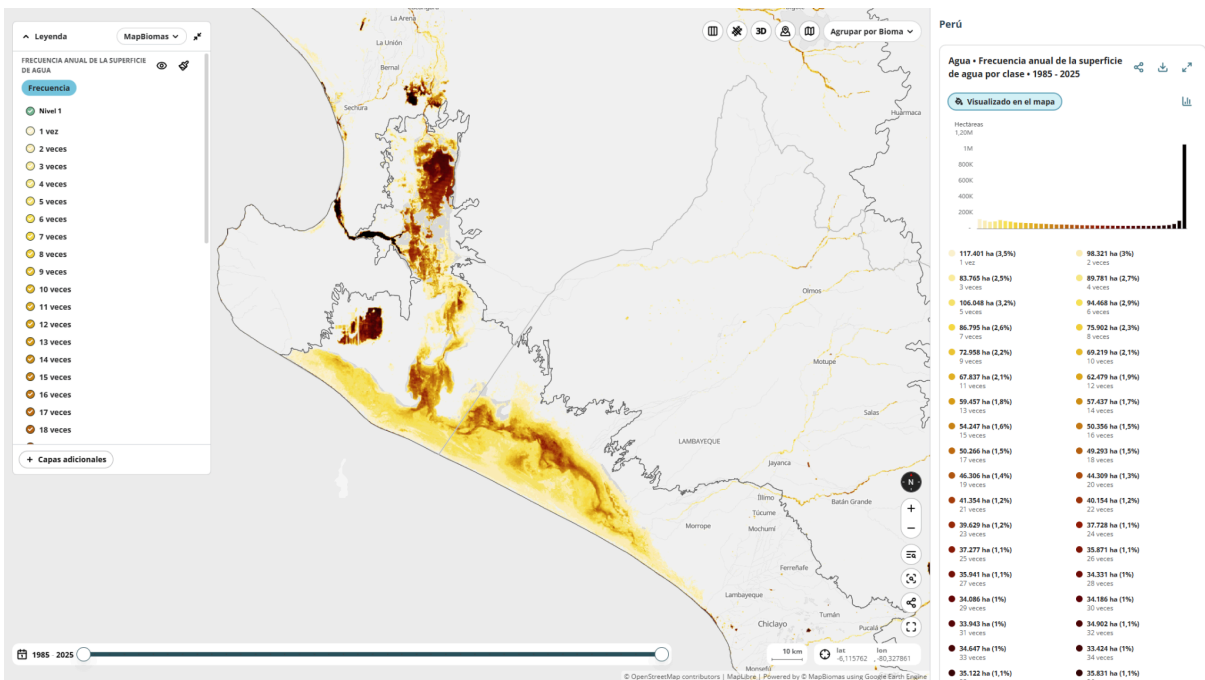 Leyenda
MapBiomas
FRECUENCIA ANUAL DE LA SUPERFICIE
DE AGUA
Frecuencia
Nivel 1
1 vez
2 veces
3 veces
4 veces
5 veces
6 veces
7 veces
8 veces
9 veces
10 veces
11 veces
12 veces
13 veces
14 veces
15 veces
16 veces
17 veces
18 veces
+ Capas adicionales
1985 - 2025
La Arena
La Unión
Bernal
Sechura
Huarmaca
Olmos
Motupe
Salas
LAMBAYEQUE
Jayanca
Íllimo
Batán Grande
Túcume
Morrope
Mochumí
Ferreñafe
Lambayeque
Tumán
Chiclayo
Pucalá
Monsefú
3D
Agrupar por Bioma
N
+
−
10 km
lat
-6,115762
lon
-80,327861
© OpenStreetMap contributors | MapLibre | Powered by © MapBiomas using Google Earth Engine
Perú
Agua • Frecuencia anual de la superficie
de agua por clase • 1985 - 2025
Visualizado en el mapa
Hectáreas
1,20M
1M
800K
600K
400K
200K
117.401 ha (3,5%)
1 vez
98.321 ha (3%)
2 veces
83.765 ha (2,5%)
3 veces
89.781 ha (2,7%)
4 veces
106.048 ha (3,2%)
5 veces
94.468 ha (2,9%)
6 veces
86.795 ha (2,6%)
7 veces
75.902 ha (2,3%)
8 veces
72.958 ha (2,2%)
9 veces
69.219 ha (2,1%)
10 veces
67.837 ha (2,1%)
11 veces
62.479 ha (1,9%)
12 veces
59.457 ha (1,8%)
13 veces
57.437 ha (1,7%)
14 veces
54.247 ha (1,6%)
15 veces
50.356 ha (1,5%)
16 veces
50.266 ha (1,5%)
17 veces
49.293 ha (1,5%)
18 veces
46.306 ha (1,4%)
19 veces
44.309 ha (1,3%)
20 veces
41.354 ha (1,2%)
21 veces
40.154 ha (1,2%)
22 veces
39.629 ha (1,2%)
23 veces
37.728 ha (1,1%)
24 veces
37.277 ha (1,1%)
25 veces
35.871 ha (1,1%)
26 veces
35.941 ha (1,1%)
27 veces
34.331 ha (1%)
28 veces
34.086 ha (1%)
29 veces
34.186 ha (1%)
30 veces
33.943 ha (1%)
31 veces
34.902 ha (1,1%)
32 veces
34.647 ha (1%)
33 veces
33.424 ha (1%)
34 veces
35.122 ha (1,1%)
35.831 ha (1,1%)